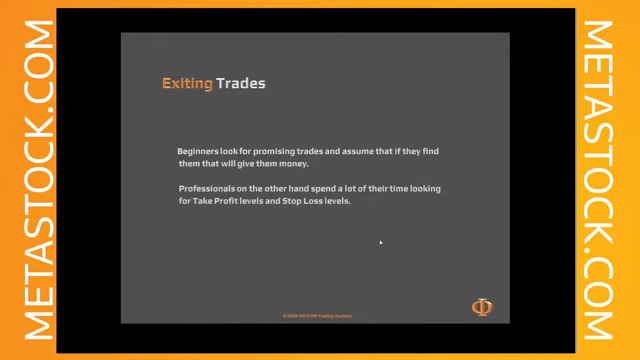 METASTOCK.COM
Exiting Trades
Beginners look for promising trades and assume that if they find
them that will give them money.
Professionals on the other hand spend a lot of their time looking
for Take Profit levels and Stop Loss levels.
Trading Academy
METASTOCK.COM